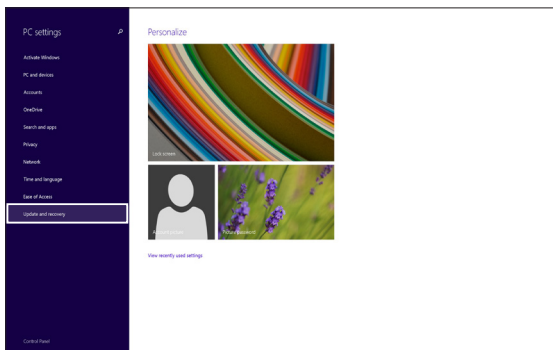 PC settings
Activate Windows
PC and devices
Accounts
OneDrive
Search and apps
Privacy
Network
Time and language
Ease of Access
Update and recovery
Control Panel
Personalize
Lock screen
Account picture
Picture password
View recently used settings